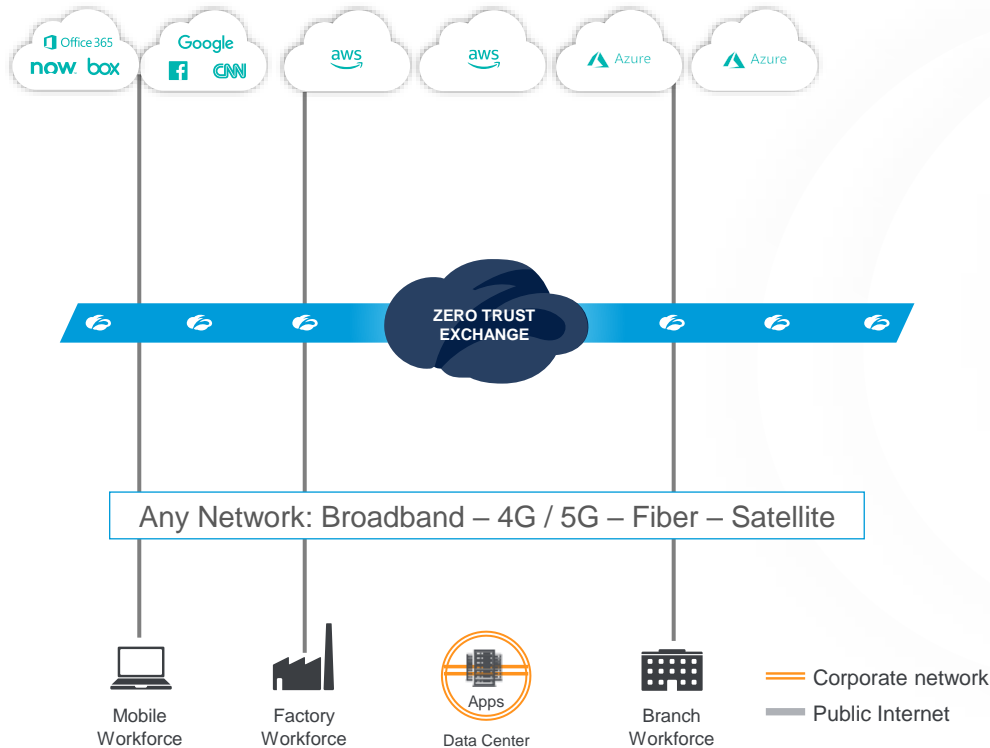 Office 365
now box
Google
CNN
aws
aws
Azure
Azure
ZERO TRUST
EXCHANGE
Any Network: Broadband – 4G / 5G – Fiber – Satellite
Apps
Mobile
Workforce
Factory
Workforce
Data Center
Branch
Workforce
Corporate network
Public Internet